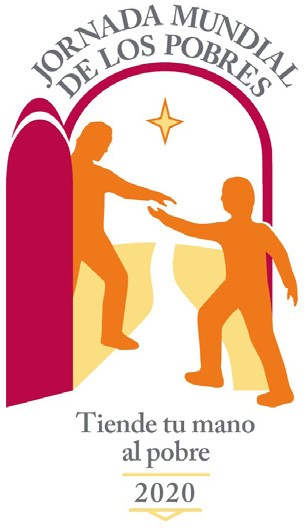 JORNADA MUNDIAL
DE LOS POBRES
Tiende tu mano
al pobre
2020